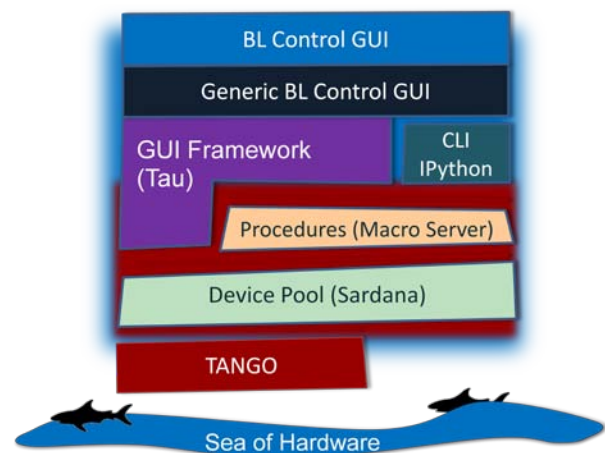 BL Control GUI
Generic BL Control GUI
GUI Framework
(Tau)
CLI
IPython
Procedures (Macro Server)
Device Pool (Sardana)
TANGO
Sea of Hardware